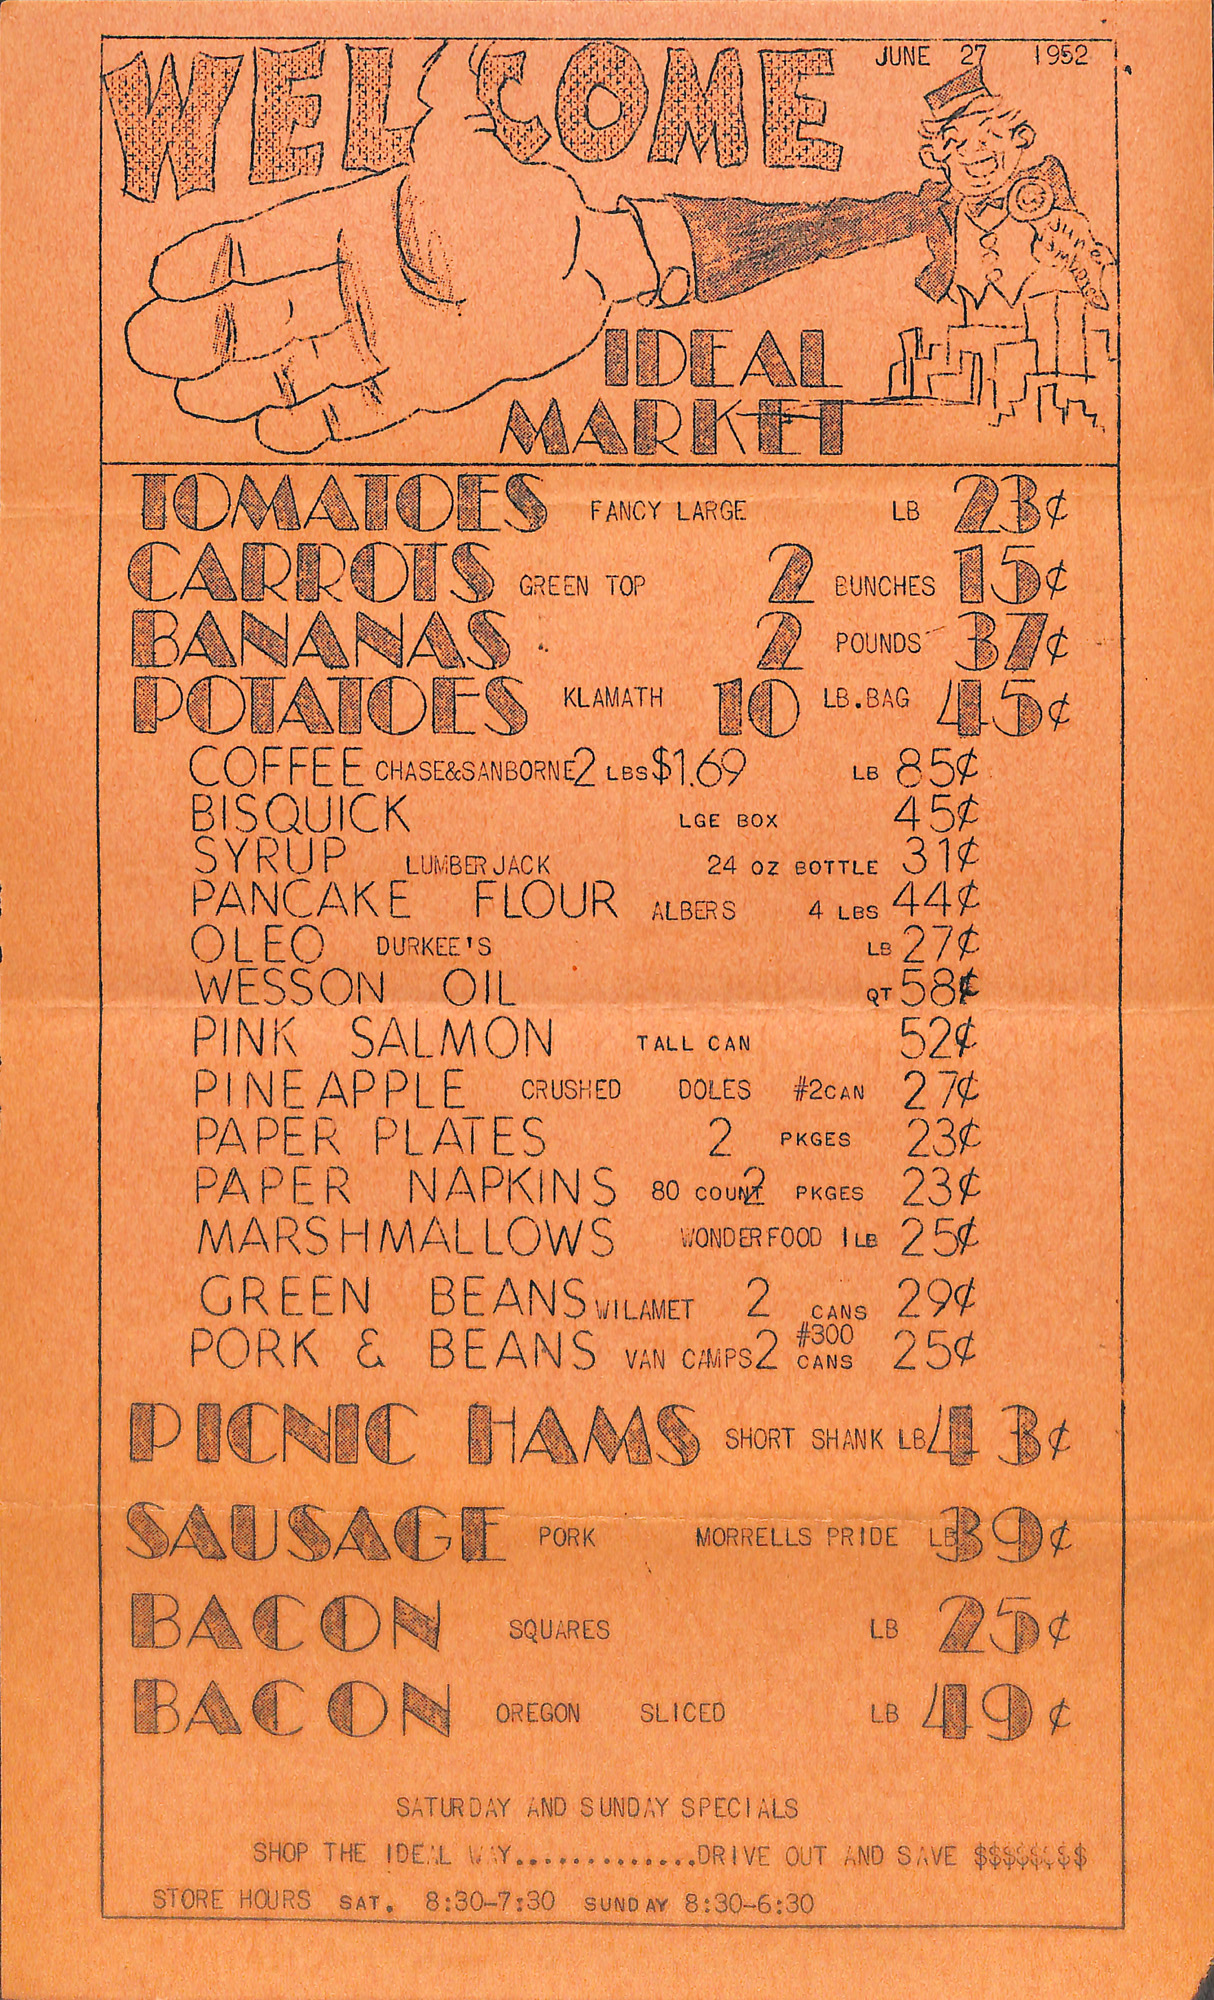 JUNE 27 1952
WELCOME
June
IDEAL
MARKET
TOMATOES FANCY LARGE LB 23¢
CARROTS GREEN TOP 2 BUNCHES 15¢
BANANAS 2 POUNDS 37¢
POTATOES KLAMATH 10 LB.BAG 45¢
COFFEE CHASE&SANBORNE 2 LBS $1.69 LB 85¢
BISQUICK LGE BOX 45¢
SYRUP LUMBERJACK 24 OZ BOTTLE 31¢
PANCAKE FLOUR ALBERS 4 LBS 44¢
OLEO DURKEE'S LB 27¢
WESSON OIL QT 58¢
PINK SALMON TALL CAN 52¢
PINEAPPLE CRUSHED DOLES #2CAN 27¢
PAPER PLATES 2 PKGES 23¢
PAPER NAPKINS 80 COUNT 2 PKGES 23¢
MARSHMALLOWS WONDERFOOD 1 LB 25¢
GREEN BEANS WILAMET 2 CANS 29¢
PORK & BEANS VAN CAMPS 2 #300 CANS 25¢
PICNIC HAMS SHORT SHANK LB 43¢
SAUSAGE PORK MORRELLS PRIDE LB 39¢
BACON SQUARES LB 25¢
BACON OREGON SLICED LB 49¢
SATURDAY AND SUNDAY SPECIALS
SHOP THE IDEAL WAY.............DRIVE OUT AND SAVE $$$$$$$$
STORE HOURS SAT. 8:30-7:30 SUNDAY 8:30-6:30